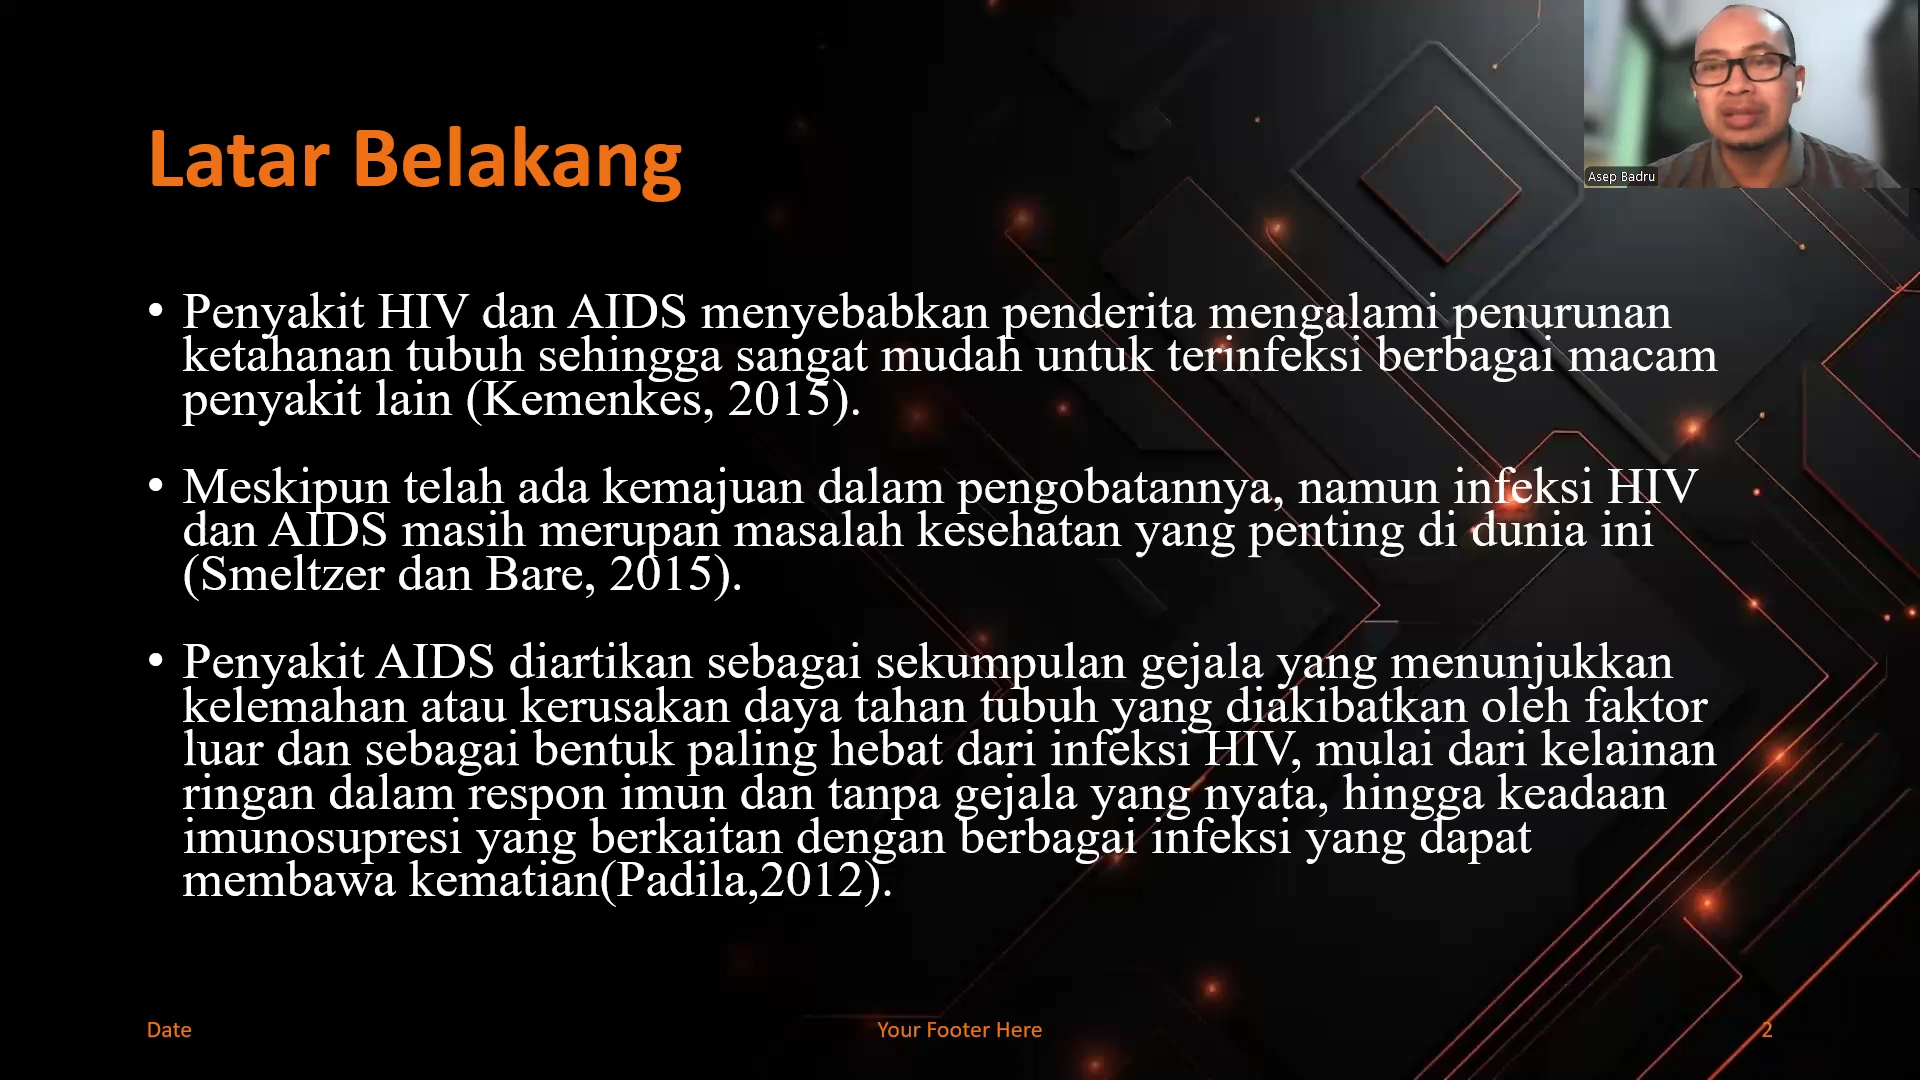 Latar Belakang
Asep Badru
• Penyakit HIV dan AIDS menyebabkan penderita mengalami penurunan
ketahanan tubuh sehingga sangat mudah untuk terinfeksi berbagai macam
penyakit lain (Kemenkes, 2015).
• Meskipun telah ada kemajuan dalam pengobatannya, namun infeksi HIV
dan AIDS masih merupan masalah kesehatan yang penting di dunia ini
(Smeltzer dan Bare, 2015).
• Penyakit AIDS diartikan sebagai sekumpulan gejala yang menunjukkan
kelemahan atau kerusakan daya tahan tubuh yang diakibatkan oleh faktor
luar dan sebagai bentuk paling hebat dari infeksi HIV, mulai dari kelainan
ringan dalam respon imun dan tanpa gejala yang nyata, hingga keadaan
imunosupresi yang berkaitan dengan berbagai infeksi yang dapat
membawa kematian(Padila,2012).
Date
Your Footer Here
2